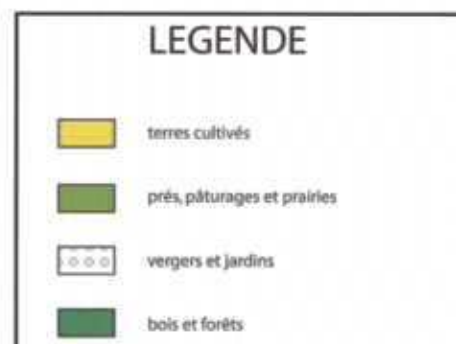 LEGENDE
terres cultivés
prés, pâturages et prairies
vergers et jardins
bois et forêts